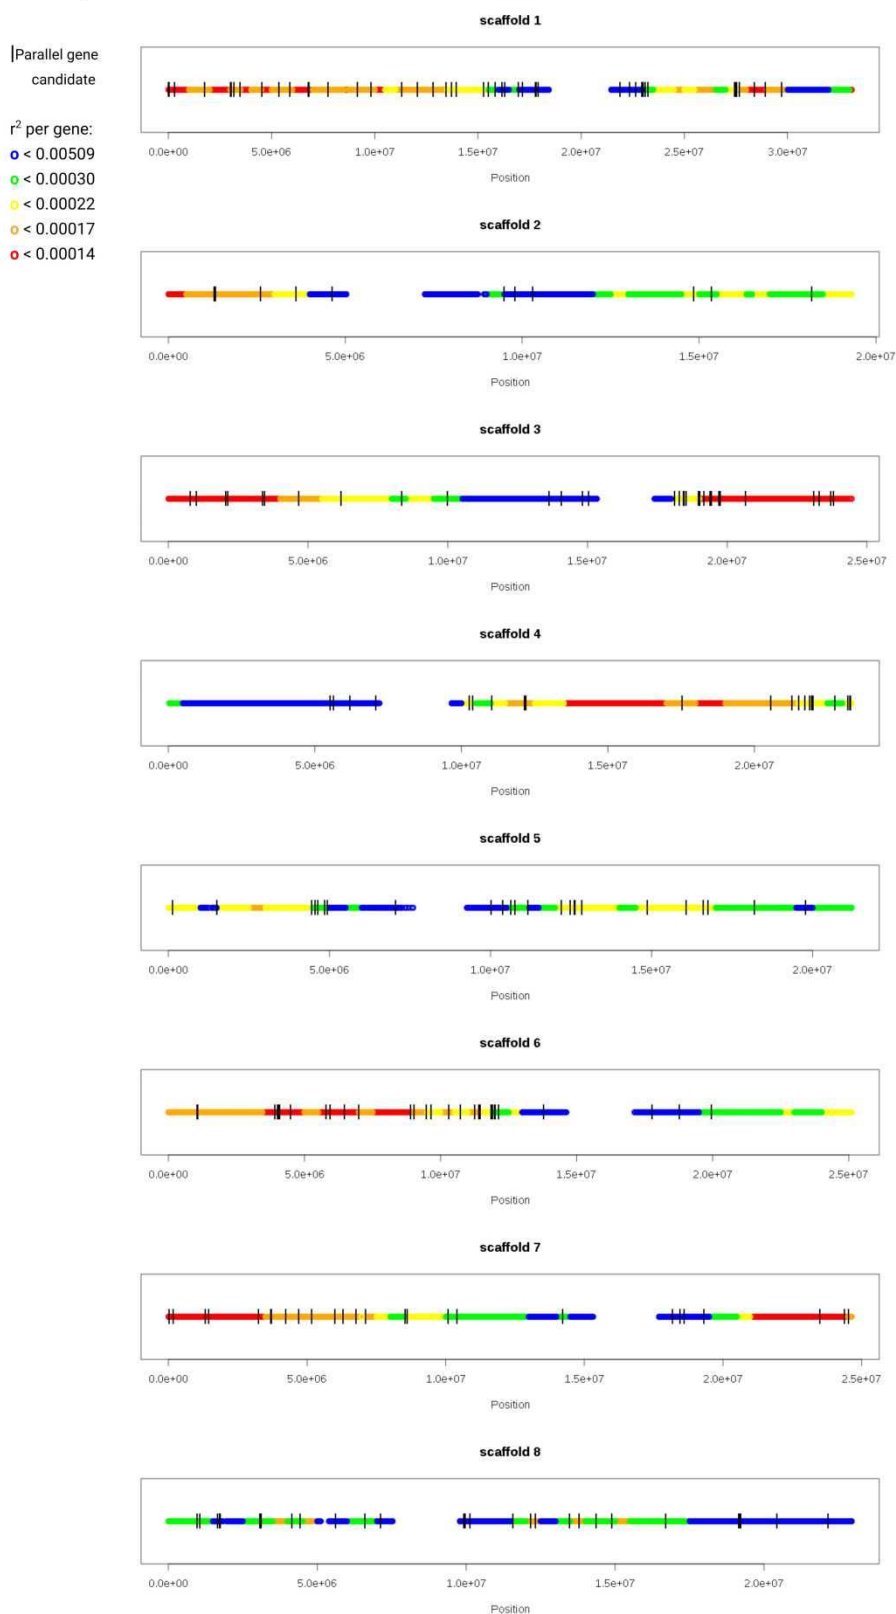 scaffold 1
|Parallel gene
candidate
r² per gene:
o < 0.00509
o < 0.00030
o < 0.00022
o < 0.00017
o < 0.00014
0.0e+00 5.0e+06 1.0e+07 1.5e+07 2.0e+07 2.5e+07 3.0e+07
Position
scaffold 2
0.0e+00 5.0e+06 1.0e+07 1.5e+07 2.0e+07
Position
scaffold 3
0.0e+00 5.0e+06 1.0e+07 1.5e+07 2.0e+07 2.5e+07
Position
scaffold 4
0.0e+00 5.0e+06 1.0e+07 1.5e+07 2.0e+07
Position
scaffold 5
0.0e+00 5.0e+06 1.0e+07 1.5e+07 2.0e+07
Position
scaffold 6
0.0e+00 5.0e+06 1.0e+07 1.5e+07 2.0e+07 2.5e+07
Position
scaffold 7
0.0e+00 5.0e+06 1.0e+07 1.5e+07 2.0e+07 2.5e+07
Position
scaffold 8
0.0e+00 5.0e+06 1.0e+07 1.5e+07 2.0e+07
Position